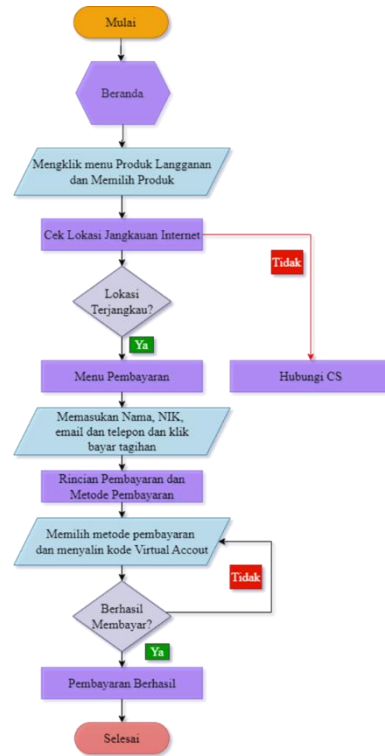 Mulai
Beranda
Mengklik menu Produk Langganan
dan Memilih Produk
Cek Lokasi Jangkauan Internet
Tidak
Lokasi
Terjangkau?
Ya
Menu Pembayaran
Hubungi CS
Memasukan Nama, NIK,
email dan telepon dan klik
bayar tagihan
Rincian Pembayaran dan
Metode Pembayaran
Memilih metode pembayaran
dan menyalin kode Virtual Accout
Tidak
Berhasil
Membayar?
Ya
Pembayaran Berhasil
Selesai